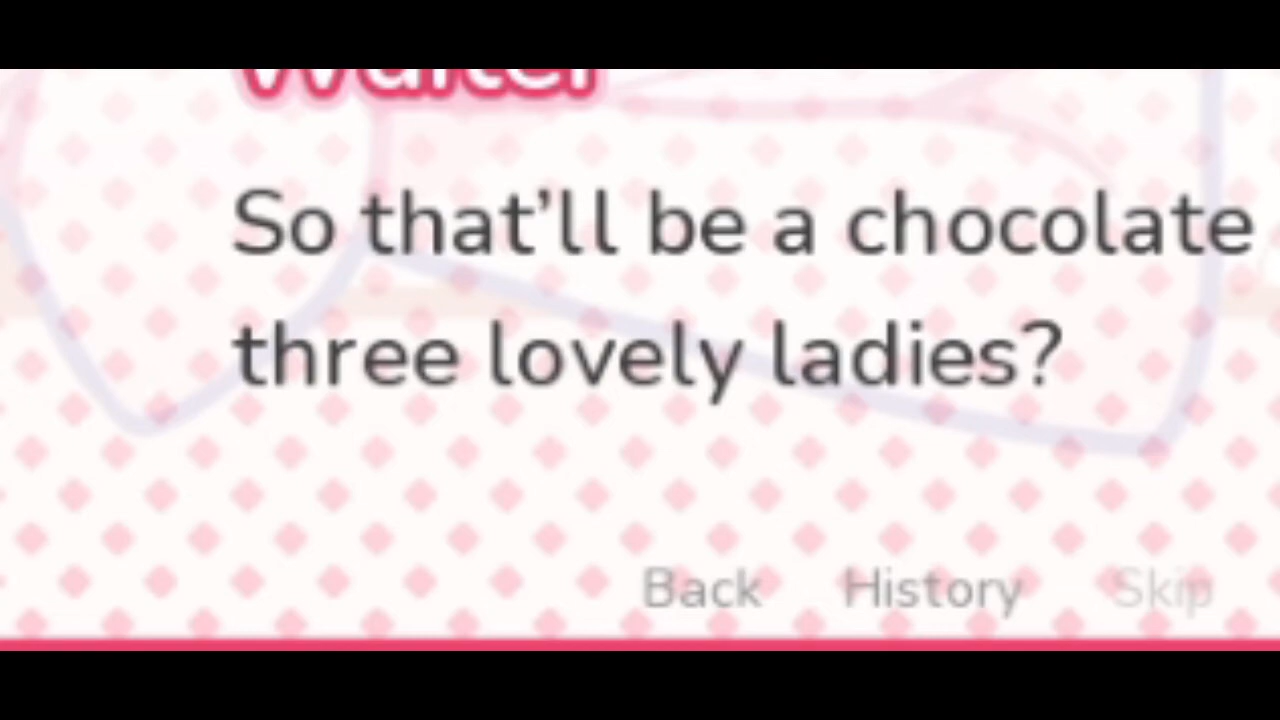 So that’ll be a chocolate
three lovely ladies?
Back History Skip